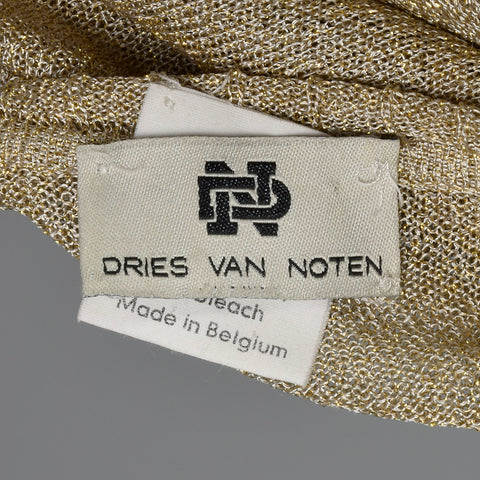 DRIES VAN NOTEN
Bleach
Made in Belgium